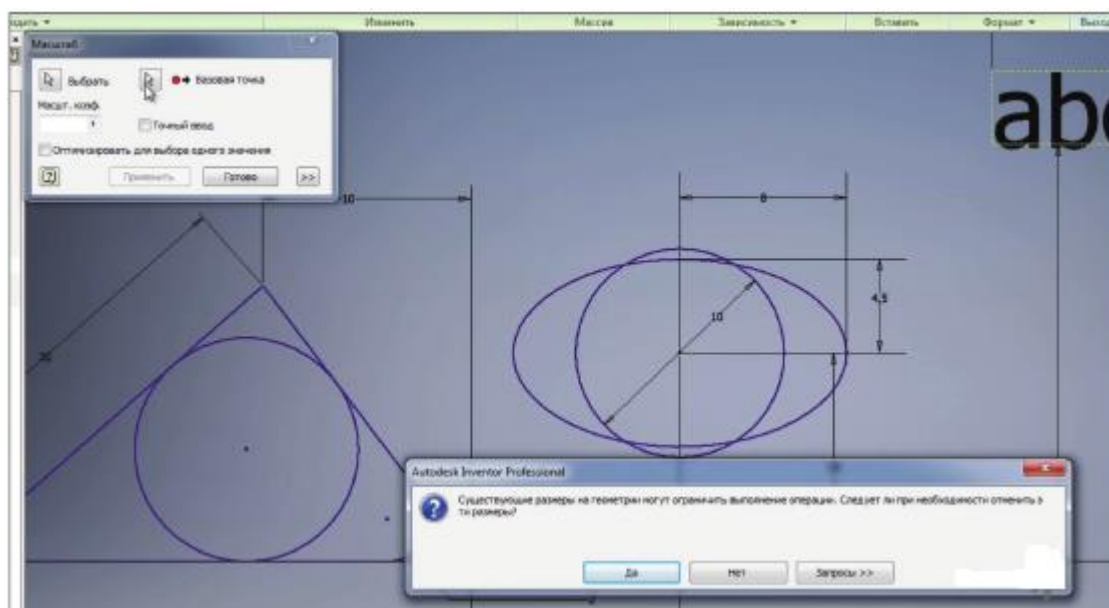 одить ▾ Изменить Массив Зависимость ▾ Вставить Формат ▾ Выход
Масштаб
Выбрать Базовая точка
Масшт. коэф.
Точный ввод
Оптимизировать для выбора одного значения
Применить Готово >>
abc
10
8
4,5
10
Autodesk Inventor Professional
Существующие размеры на геометрии могут ограничить выполнение операции. Следует ли при необходимости отменить э
ти размеры?
Да Нет Запросы >>